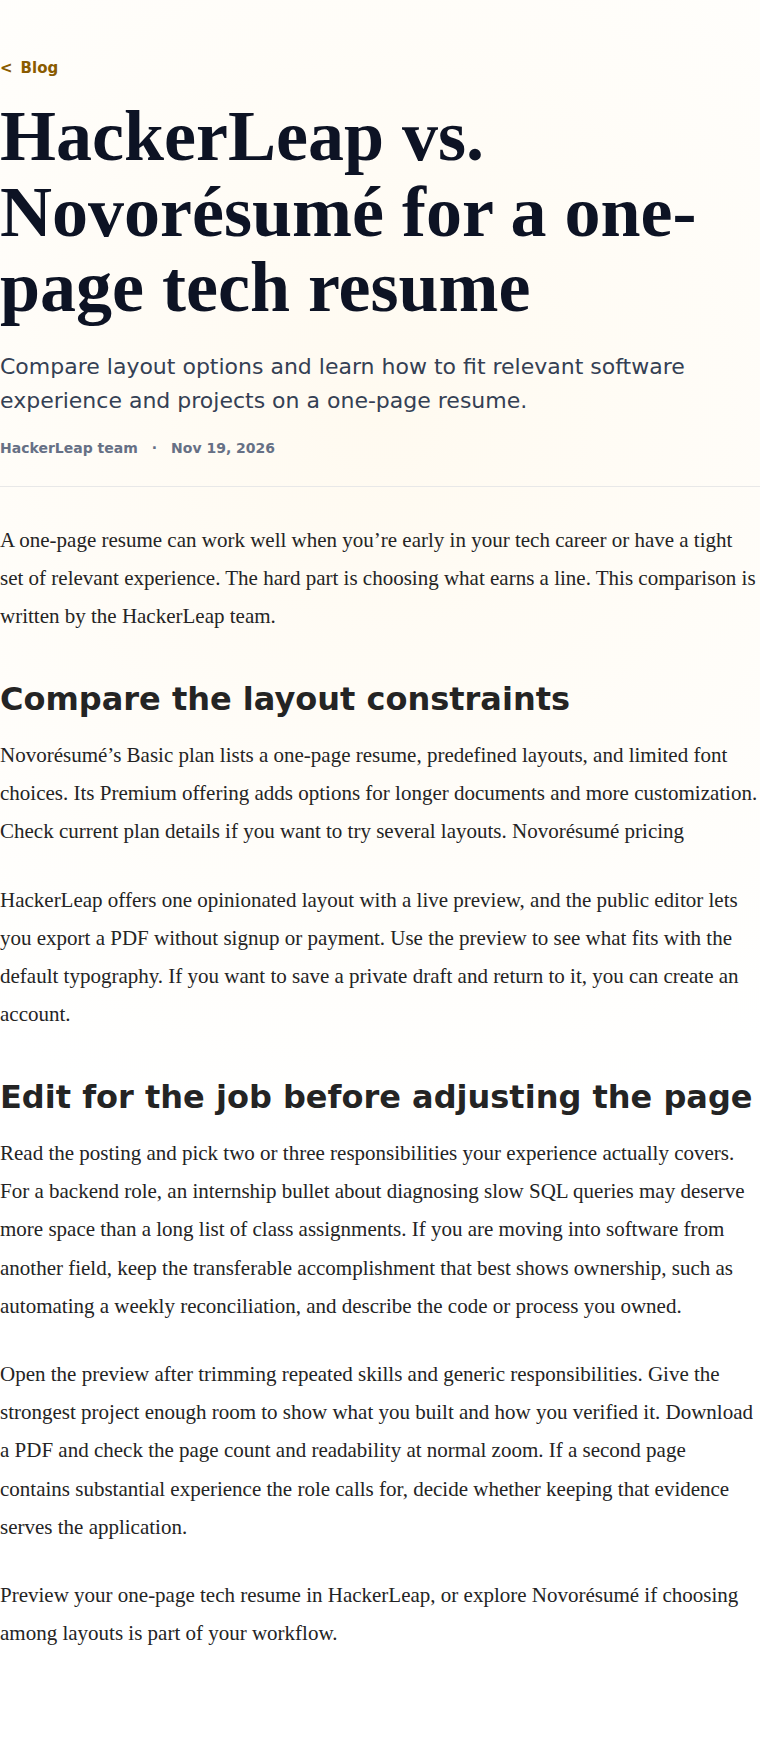 < Blog
HackerLeap vs.
Novorésumé for a one-
page tech resume
Compare layout options and learn how to fit relevant software
experience and projects on a one-page resume.
HackerLeap team · Nov 19, 2026
A one-page resume can work well when you’re early in your tech career or have a tight
set of relevant experience. The hard part is choosing what earns a line. This comparison is
written by the HackerLeap team.
Compare the layout constraints
Novorésumé’s Basic plan lists a one-page resume, predefined layouts, and limited font
choices. Its Premium offering adds options for longer documents and more customization.
Check current plan details if you want to try several layouts. Novorésumé pricing
HackerLeap offers one opinionated layout with a live preview, and the public editor lets
you export a PDF without signup or payment. Use the preview to see what fits with the
default typography. If you want to save a private draft and return to it, you can create an
account.
Edit for the job before adjusting the page
Read the posting and pick two or three responsibilities your experience actually covers.
For a backend role, an internship bullet about diagnosing slow SQL queries may deserve
more space than a long list of class assignments. If you are moving into software from
another field, keep the transferable accomplishment that best shows ownership, such as
automating a weekly reconciliation, and describe the code or process you owned.
Open the preview after trimming repeated skills and generic responsibilities. Give the
strongest project enough room to show what you built and how you verified it. Download
a PDF and check the page count and readability at normal zoom. If a second page
contains substantial experience the role calls for, decide whether keeping that evidence
serves the application.
Preview your one-page tech resume in HackerLeap, or explore Novorésumé if choosing
among layouts is part of your workflow.